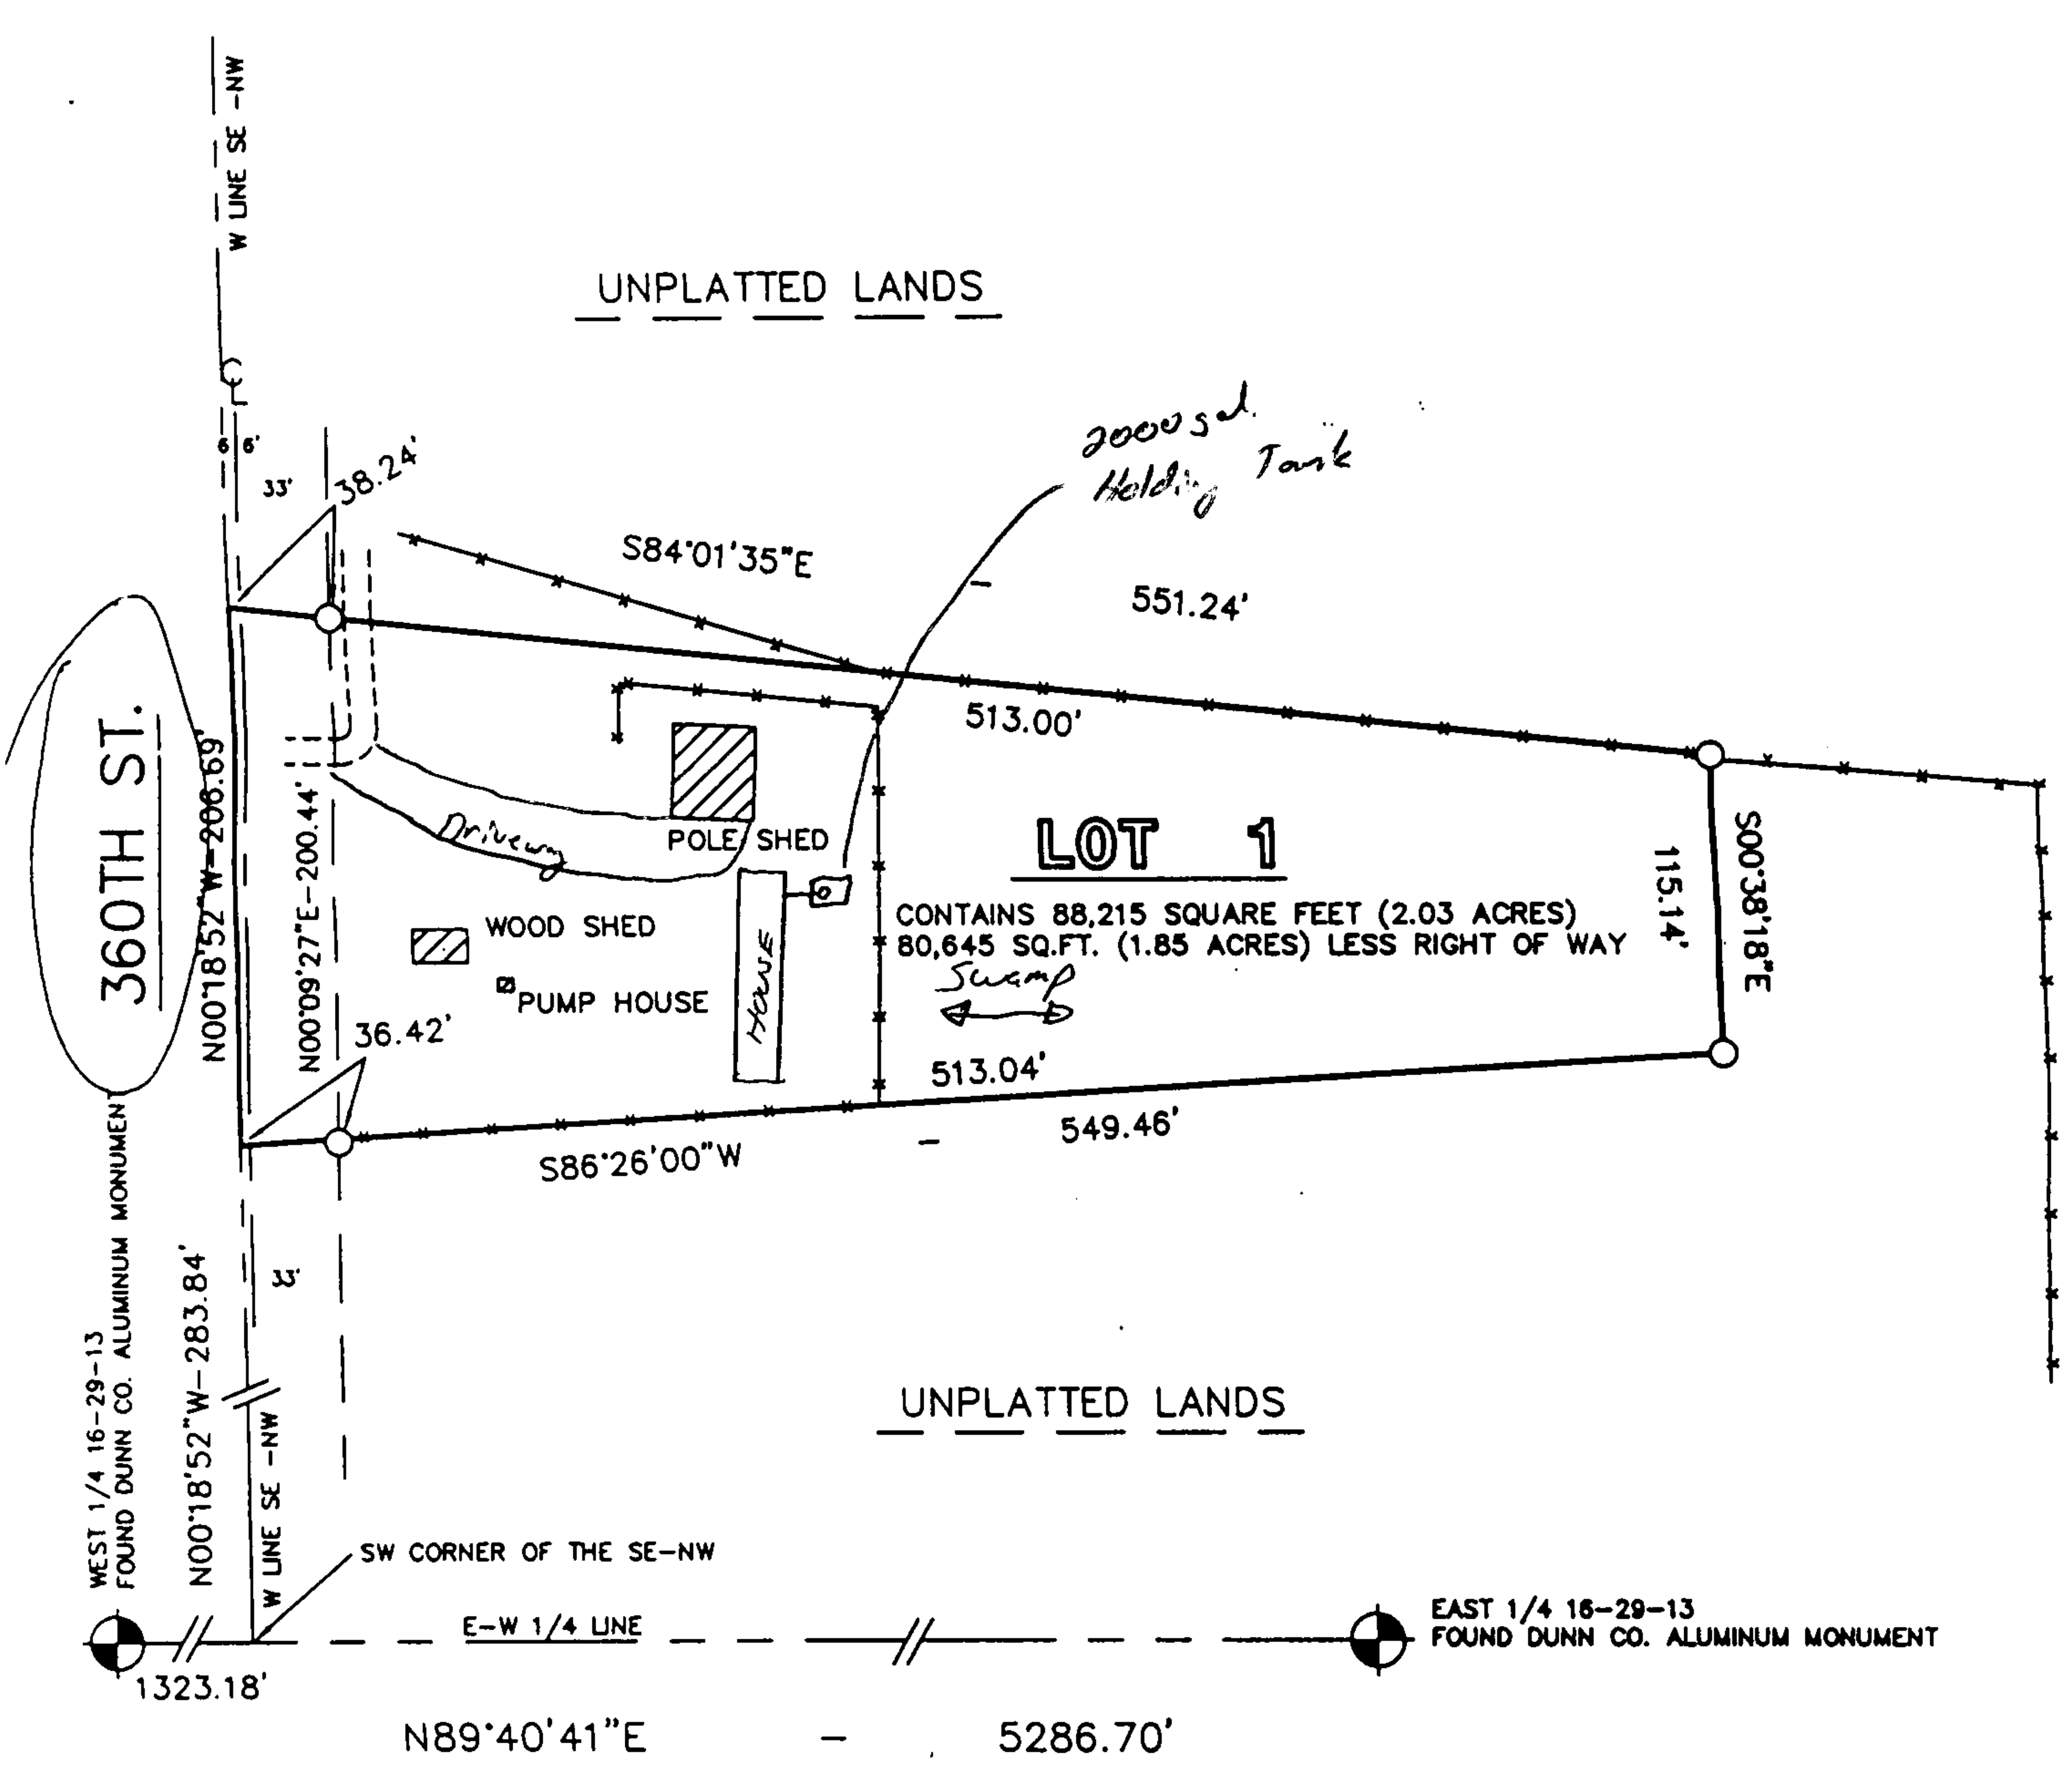 W LINE SE -NW
UNPLATTED LANDS
6 6'
33'
38.24'
2000 gal.
Holding Tank
S84°01'35"E - 551.24'
513.00'
360TH ST.
N00°18'52"W-206.69'
N00°09'27"E-200.44'
Driveway
POLE SHED
LOT 1
CONTAINS 88,215 SQUARE FEET (2.03 ACRES)
80,645 SQ.FT. (1.85 ACRES) LESS RIGHT OF WAY
S00°38'18"E
115.14'
WOOD SHED
PUMP HOUSE
HOUSE
Swamp
36.42'
513.04'
S86°26'00"W - 549.46'
33'
WEST 1/4 16-29-13
FOUND DUNN CO. ALUMINUM MONUMENT
N00°18'52"W-283.84'
W LINE SE -NW
UNPLATTED LANDS
SW CORNER OF THE SE-NW
E-W 1/4 LINE
EAST 1/4 16-29-13
FOUND DUNN CO. ALUMINUM MONUMENT
1323.18'
N89°40'41"E - 5286.70'